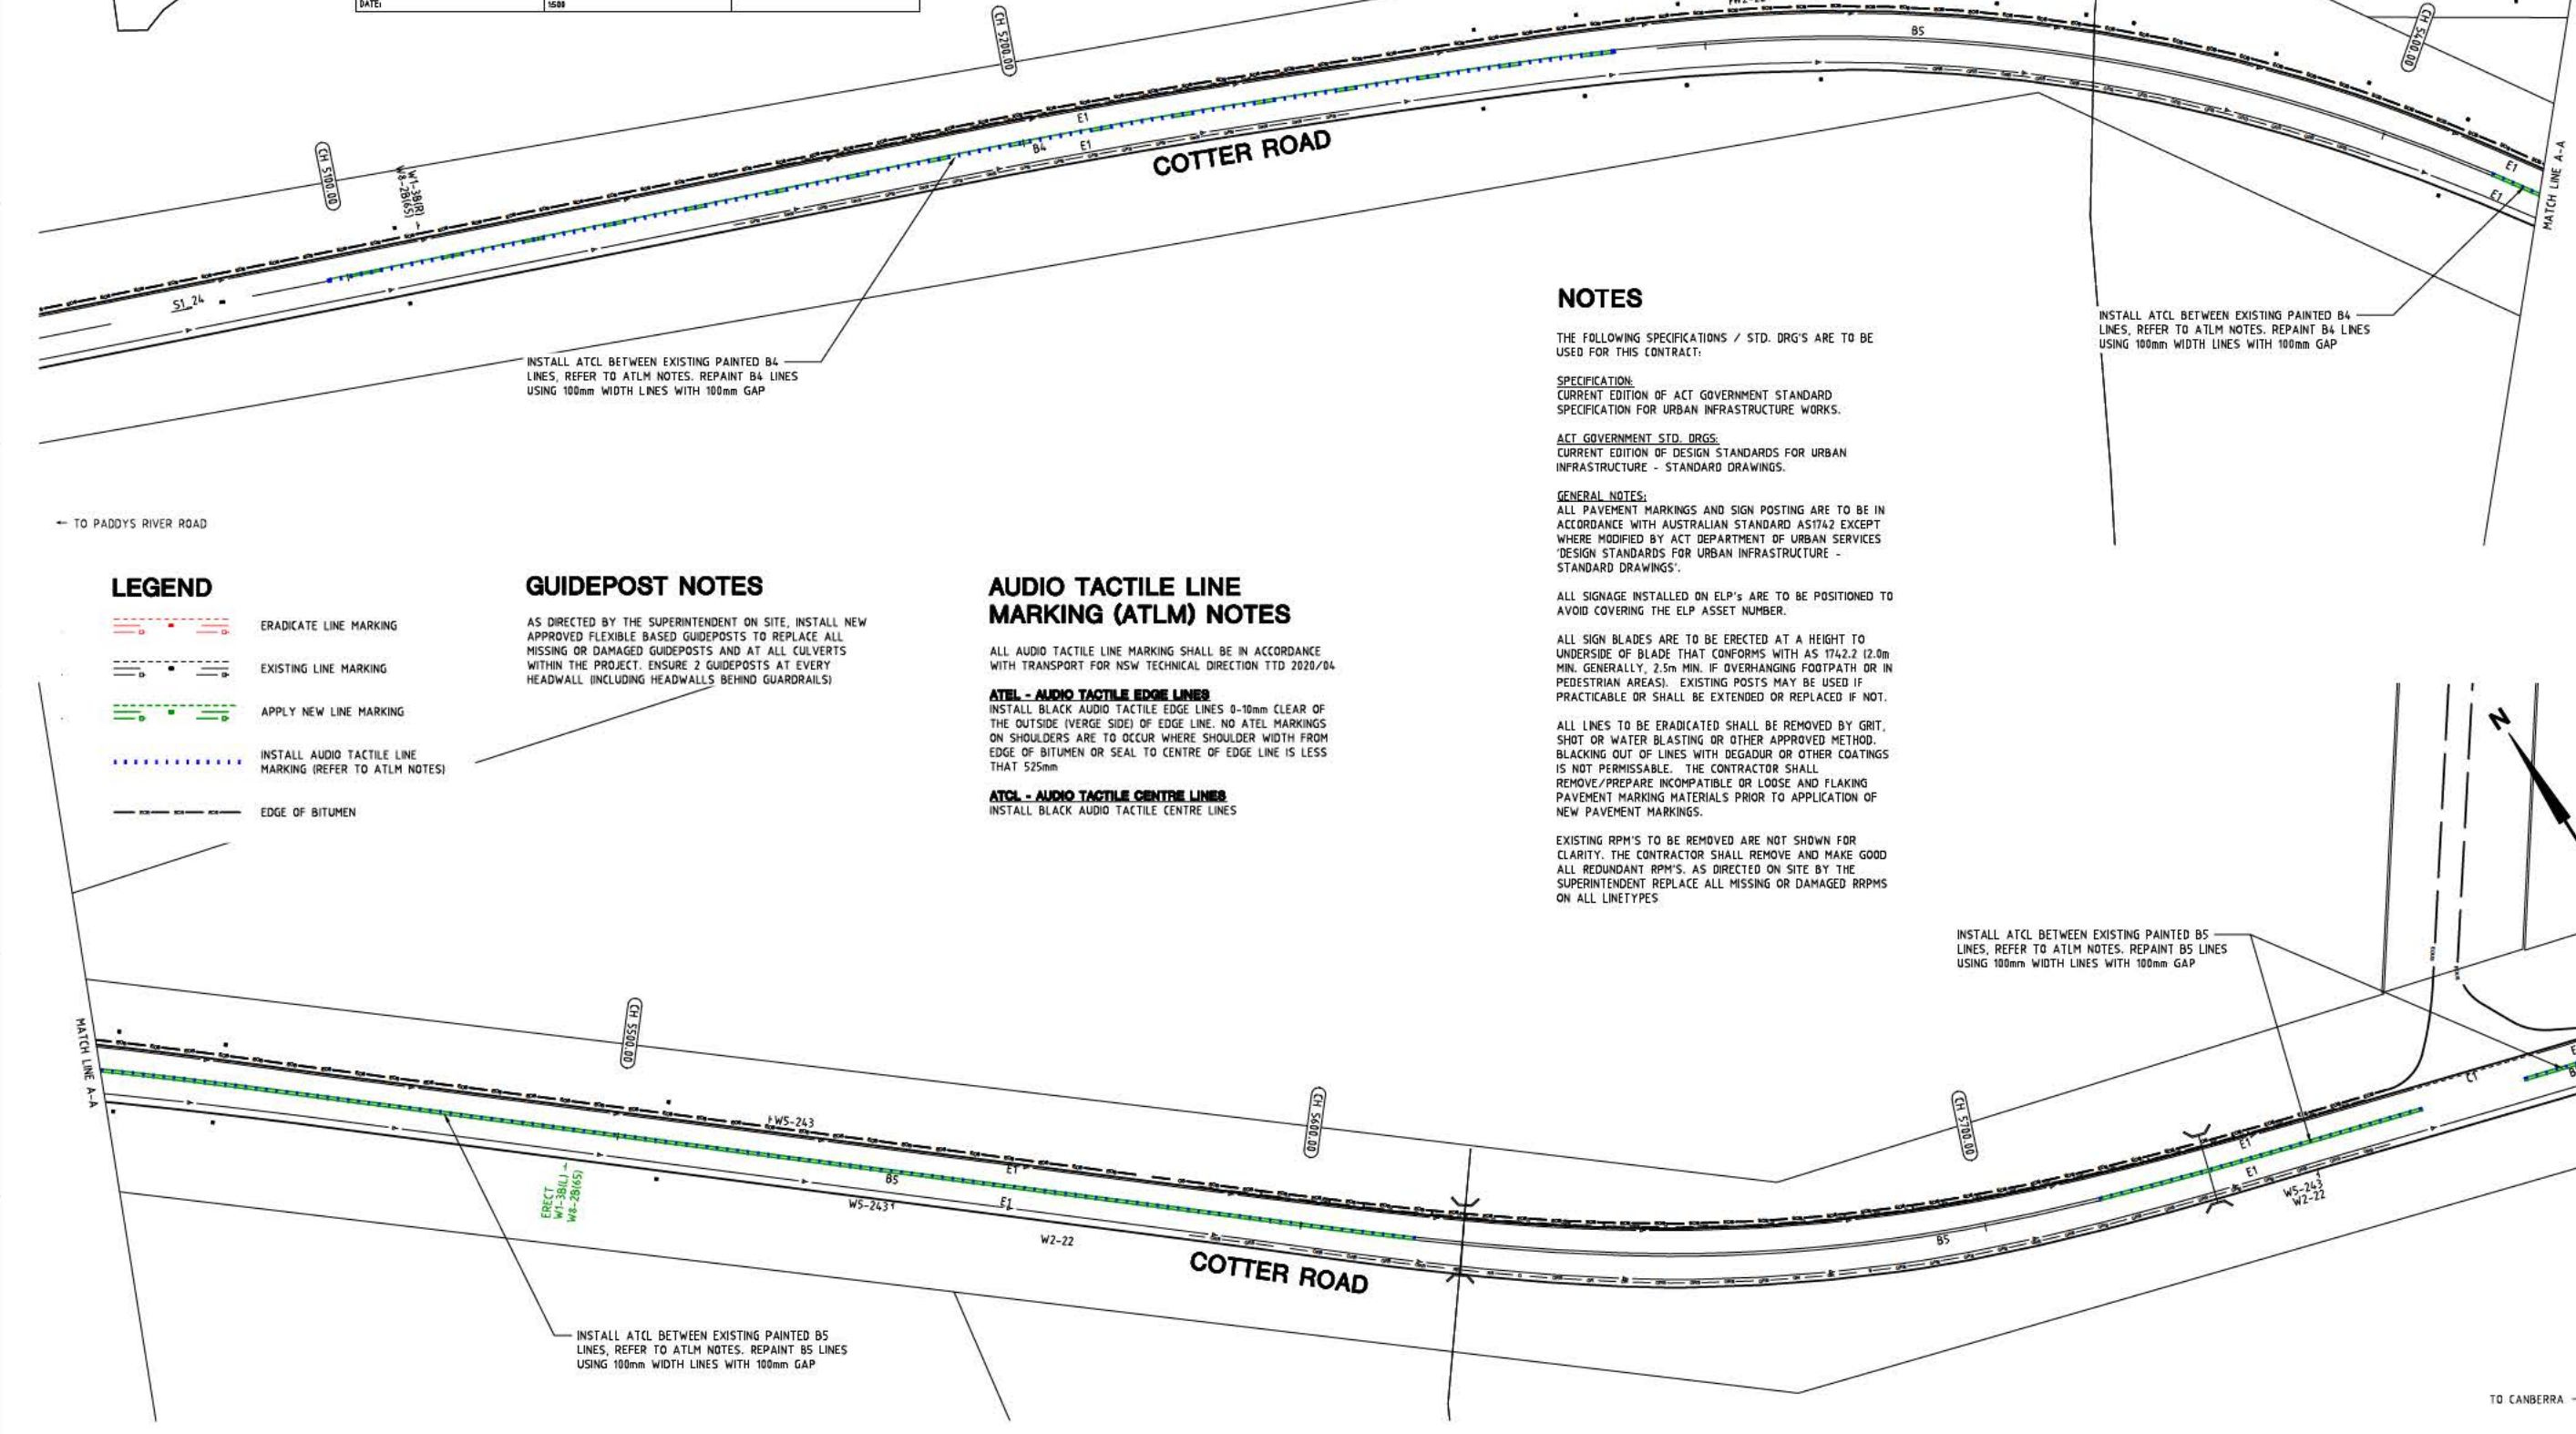 DATE:
1:500
CH 5200.00
B5
CH 5400.00
CH 5100.00
W1-3B(R)
W8-2B(65)
E1
B4
E1
COTTER ROAD
E1
E1
MATCH LINE A-A
S1_24
INSTALL ATCL BETWEEN EXISTING PAINTED B4
LINES, REFER TO ATLM NOTES. REPAINT B4 LINES
USING 100mm WIDTH LINES WITH 100mm GAP
INSTALL ATCL BETWEEN EXISTING PAINTED B4
LINES, REFER TO ATLM NOTES. REPAINT B4 LINES
USING 100mm WIDTH LINES WITH 100mm GAP
NOTES
THE FOLLOWING SPECIFICATIONS / STD. DRG'S ARE TO BE
USED FOR THIS CONTRACT:
SPECIFICATION:
CURRENT EDITION OF ACT GOVERNMENT STANDARD
SPECIFICATION FOR URBAN INFRASTRUCTURE WORKS.
ACT GOVERNMENT STD. DRGS:
CURRENT EDITION OF DESIGN STANDARDS FOR URBAN
INFRASTRUCTURE - STANDARD DRAWINGS.
GENERAL NOTES:
ALL PAVEMENT MARKINGS AND SIGN POSTING ARE TO BE IN
ACCORDANCE WITH AUSTRALIAN STANDARD AS1742 EXCEPT
WHERE MODIFIED BY ACT DEPARTMENT OF URBAN SERVICES
'DESIGN STANDARDS FOR URBAN INFRASTRUCTURE -
STANDARD DRAWINGS'.
ALL SIGNAGE INSTALLED ON ELP's ARE TO BE POSITIONED TO
AVOID COVERING THE ELP ASSET NUMBER.
ALL SIGN BLADES ARE TO BE ERECTED AT A HEIGHT TO
UNDERSIDE OF BLADE THAT CONFORMS WITH AS 1742.2 (2.0m
MIN. GENERALLY, 2.5m MIN. IF OVERHANGING FOOTPATH OR IN
PEDESTRIAN AREAS). EXISTING POSTS MAY BE USED IF
PRACTICABLE OR SHALL BE EXTENDED OR REPLACED IF NOT.
ALL LINES TO BE ERADICATED SHALL BE REMOVED BY GRIT,
SHOT OR WATER BLASTING OR OTHER APPROVED METHOD.
BLACKING OUT OF LINES WITH DEGADUR OR OTHER COATINGS
IS NOT PERMISSABLE. THE CONTRACTOR SHALL
REMOVE/PREPARE INCOMPATIBLE OR LOOSE AND FLAKING
PAVEMENT MARKING MATERIALS PRIOR TO APPLICATION OF
NEW PAVEMENT MARKINGS.
EXISTING RPM'S TO BE REMOVED ARE NOT SHOWN FOR
CLARITY. THE CONTRACTOR SHALL REMOVE AND MAKE GOOD
ALL REDUNDANT RPM'S. AS DIRECTED ON SITE BY THE
SUPERINTENDENT REPLACE ALL MISSING OR DAMAGED RRPMS
ON ALL LINETYPES
← TO PADDYS RIVER ROAD
LEGEND
ERADICATE LINE MARKING
EXISTING LINE MARKING
APPLY NEW LINE MARKING
INSTALL AUDIO TACTILE LINE
MARKING (REFER TO ATLM NOTES)
EDGE OF BITUMEN
GUIDEPOST NOTES
AS DIRECTED BY THE SUPERINTENDENT ON SITE, INSTALL NEW
APPROVED FLEXIBLE BASED GUIDEPOSTS TO REPLACE ALL
MISSING OR DAMAGED GUIDEPOSTS AND AT ALL CULVERTS
WITHIN THE PROJECT. ENSURE 2 GUIDEPOSTS AT EVERY
HEADWALL (INCLUDING HEADWALLS BEHIND GUARDRAILS)
AUDIO TACTILE LINE
MARKING (ATLM) NOTES
ALL AUDIO TACTILE LINE MARKING SHALL BE IN ACCORDANCE
WITH TRANSPORT FOR NSW TECHNICAL DIRECTION TTD 2020/04
ATEL - AUDIO TACTILE EDGE LINES
INSTALL BLACK AUDIO TACTILE EDGE LINES 0-10mm CLEAR OF
THE OUTSIDE (VERGE SIDE) OF EDGE LINE. NO ATEL MARKINGS
ON SHOULDERS ARE TO OCCUR WHERE SHOULDER WIDTH FROM
EDGE OF BITUMEN OR SEAL TO CENTRE OF EDGE LINE IS LESS
THAT 525mm
ATCL - AUDIO TACTILE CENTRE LINES
INSTALL BLACK AUDIO TACTILE CENTRE LINES
N
INSTALL ATCL BETWEEN EXISTING PAINTED B5
LINES, REFER TO ATLM NOTES. REPAINT B5 LINES
USING 100mm WIDTH LINES WITH 100mm GAP
MATCH LINE A-A
CH 5500.00
CH 5600.00
CH 5700.00
W5-243
ERECT
W1-3B(L)
W8-2B(65)
B5
E1
E1
W5-243
W2-22
COTTER ROAD
B5
E1
E1
W5-243
W2-22
E1
INSTALL ATCL BETWEEN EXISTING PAINTED B5
LINES, REFER TO ATLM NOTES. REPAINT B5 LINES
USING 100mm WIDTH LINES WITH 100mm GAP
TO CANBERRA